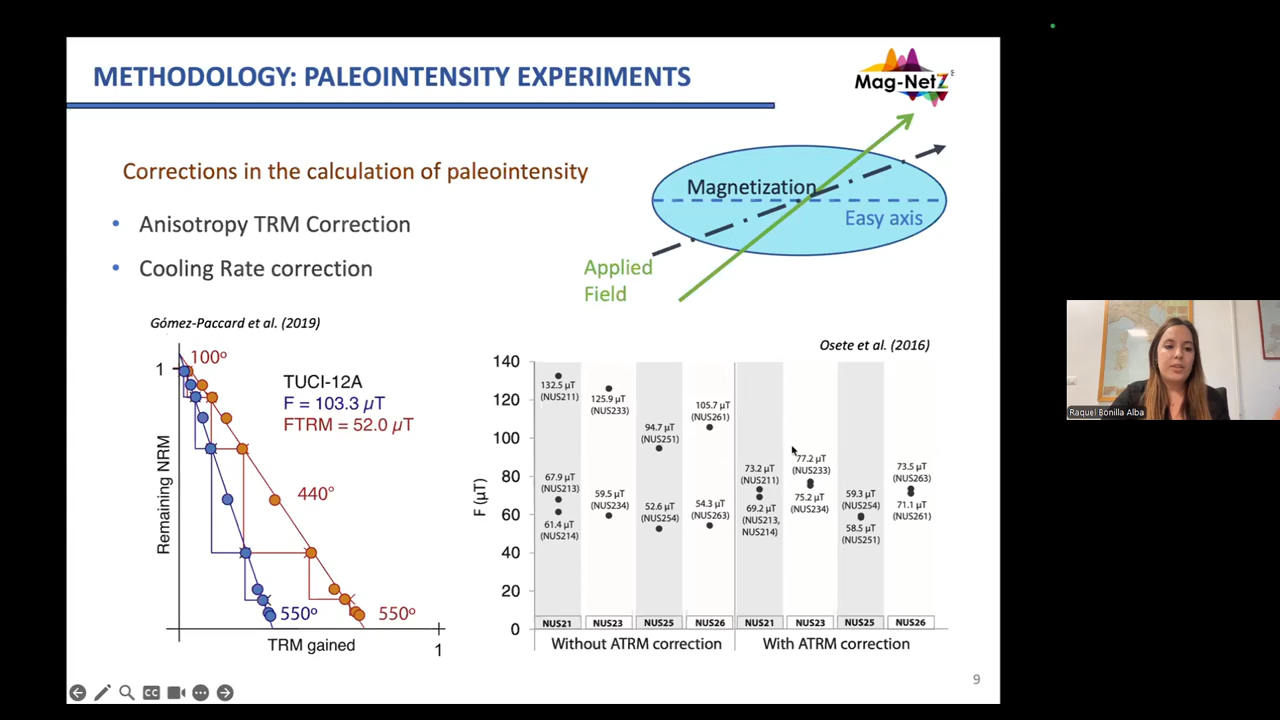 METHODOLOGY: PALEOINTENSITY EXPERIMENTS
Mag-NetZ
Corrections in the calculation of paleointensity
• Anisotropy TRM Correction
• Cooling Rate correction
Magnetization
Easy axis
Applied
Field
Gómez-Paccard et al. (2019)
1
100º
TUCI-12A
F = 103.3 µT
FTRM = 52.0 µT
440º
550º
550º
Remaining NRM
TRM gained
1
Osete et al. (2016)
F (µT)
140
120
100
80
60
40
20
0
132.5 µT
(NUS211)
67.9 µT
(NUS213)
61.4 µT
(NUS214)
125.9 µT
(NUS233)
59.5 µT
(NUS234)
94.7 µT
(NUS251)
52.6 µT
(NUS254)
105.7 µT
(NUS261)
54.3 µT
(NUS263)
73.2 µT
(NUS211)
69.2 µT
(NUS213,
NUS214)
77.2 µT
(NUS233)
75.2 µT
(NUS234)
59.3 µT
(NUS254)
58.5 µT
(NUS251)
73.5 µT
(NUS263)
71.1 µT
(NUS261)
NUS21 NUS23 NUS25 NUS26 NUS21 NUS23 NUS25 NUS26
Without ATRM correction With ATRM correction
9
CC
Raquel Bonilla Alba